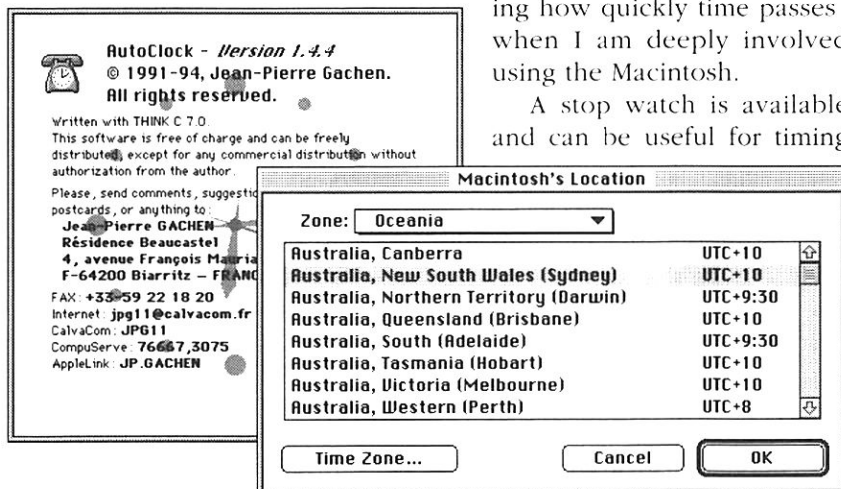 ing how quickly time passes
when I am deeply involved
using the Macintosh.
A stop watch is available
and can be useful for timing
AutoClock - Version 1.4.4
© 1991-94, Jean-Pierre Gachen.
All rights reserved.
Written with THINK C 7.0.
This software is free of charge and can be freely
distributed, except for any commercial distribution without
authorization from the author.
Please, send comments,
postcards, or anything to:
Jean-Pierre GACHEN
Résidence Beaucastel
4, avenue François
F-64200 Biarritz –
FAX: +33-59 22 18 20
Internet: jpg11@calvacom.fr
CalvaCom: JPG11
CompuServe: 76667,3075
AppleLink: JP.GACHEN
Macintosh's Location
Zone: Oceania
Australia, Canberra UTC+10
Australia, New South Wales (Sydney) UTC+10
Australia, Northern Territory (Darwin) UTC+9:30
Australia, Queensland (Brisbane) UTC+10
Australia, South (Adelaide) UTC+9:30
Australia, Tasmania (Hobart) UTC+10
Australia, Victoria (Melbourne) UTC+10
Australia, Western (Perth) UTC+8
Time Zone... Cancel OK